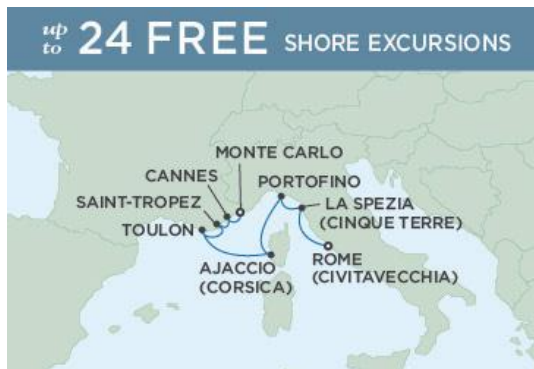 up to 24 FREE SHORE EXCURSIONS
MONTE CARLO
CANNES
PORTOFINO
SAINT-TROPEZ
LA SPEZIA
(CINQUE TERRE)
TOULON
AJACCIO
(CORSICA)
ROME
(CIVITAVECCHIA)